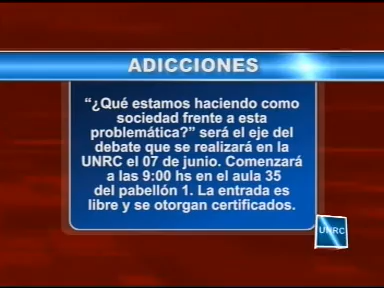 ADICCIONES
“¿Qué estamos haciendo como
sociedad frente a esta
problemática?” será el eje del
debate que se realizará en la
UNRC el 07 de junio. Comenzará
a las 9:00 hs en el aula 35
del pabellón 1. La entrada es
libre y se otorgan certificados.
UNRC